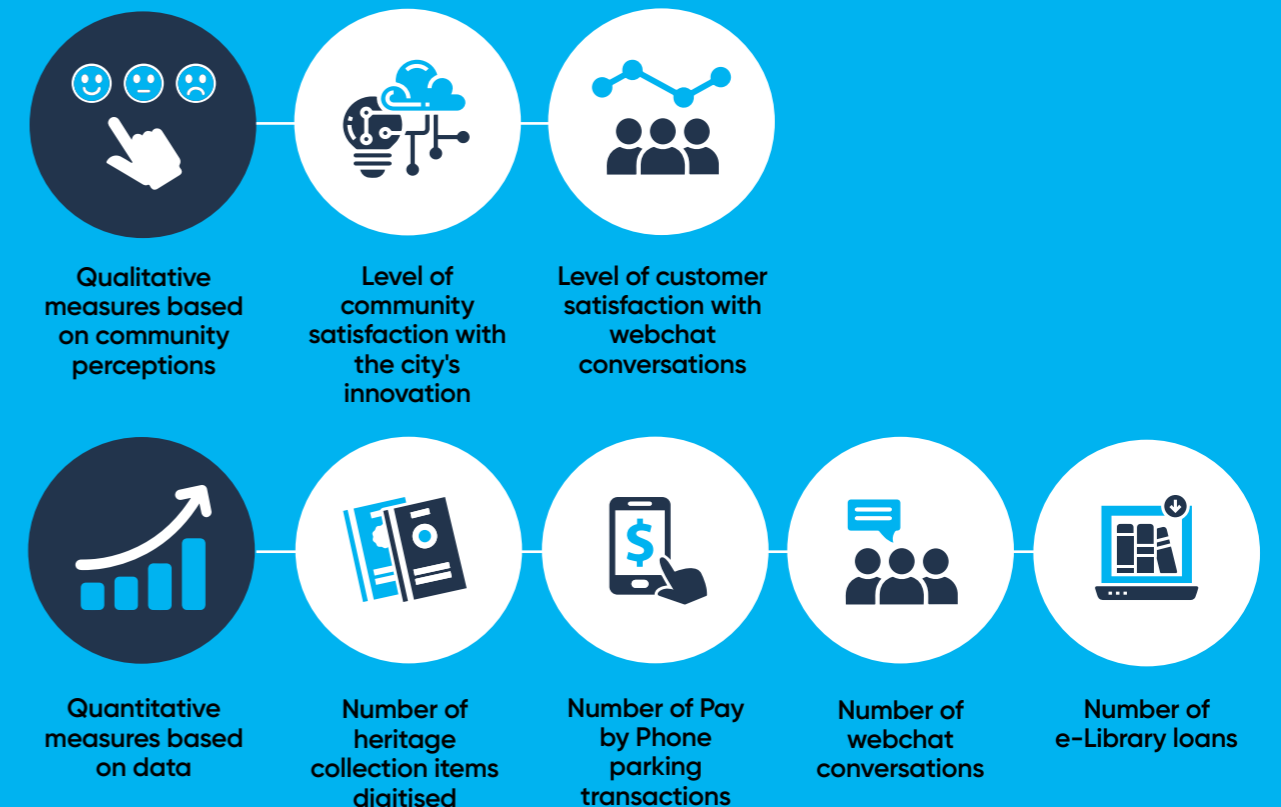 Qualitative
measures based
on community
perceptions
Level of
community
satisfaction with
the city's
innovation
Level of customer
satisfaction with
webchat
conversations
$
Quantitative
measures based
on data
Number of
heritage
collection items
digitised
Number of Pay
by Phone
parking
transactions
Number of
webchat
conversations
Number of
e-Library loans